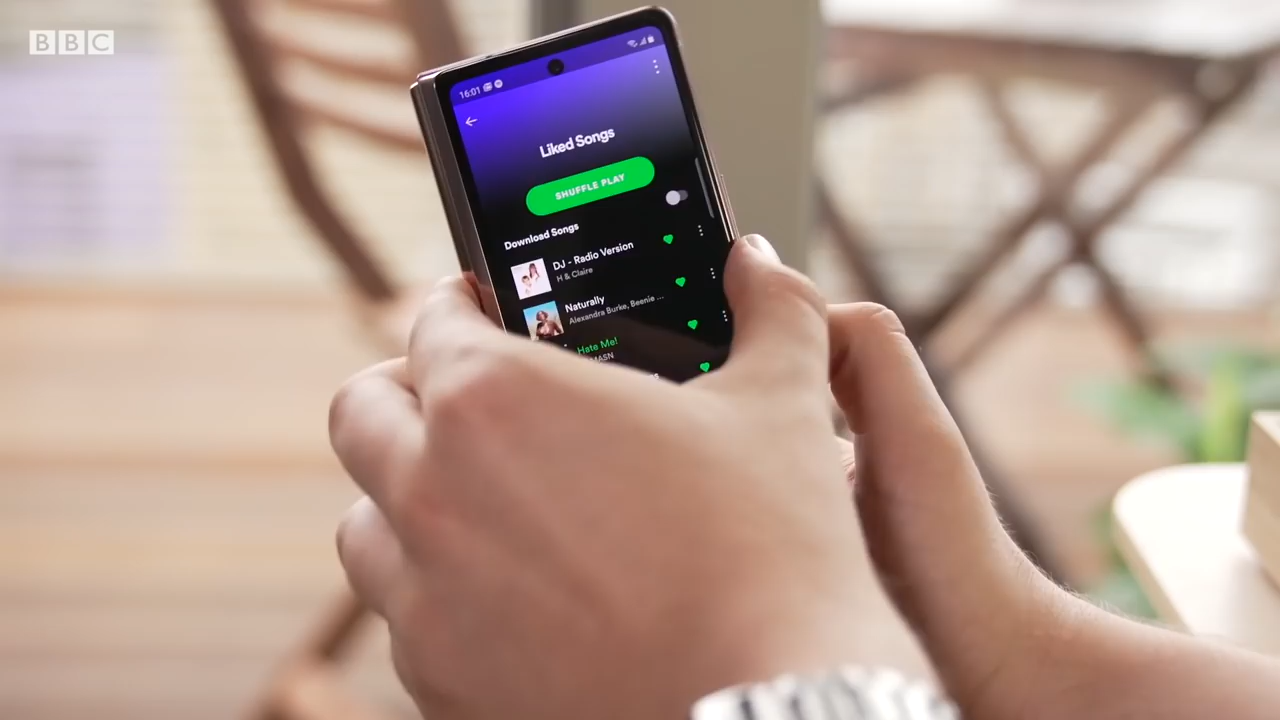 BBC
16:01
Liked Songs
SHUFFLE PLAY
Download Songs
DJ - Radio Version
H & Claire
Naturally
Alexandra Burke, Beenie ...
Hate Me!
MASN